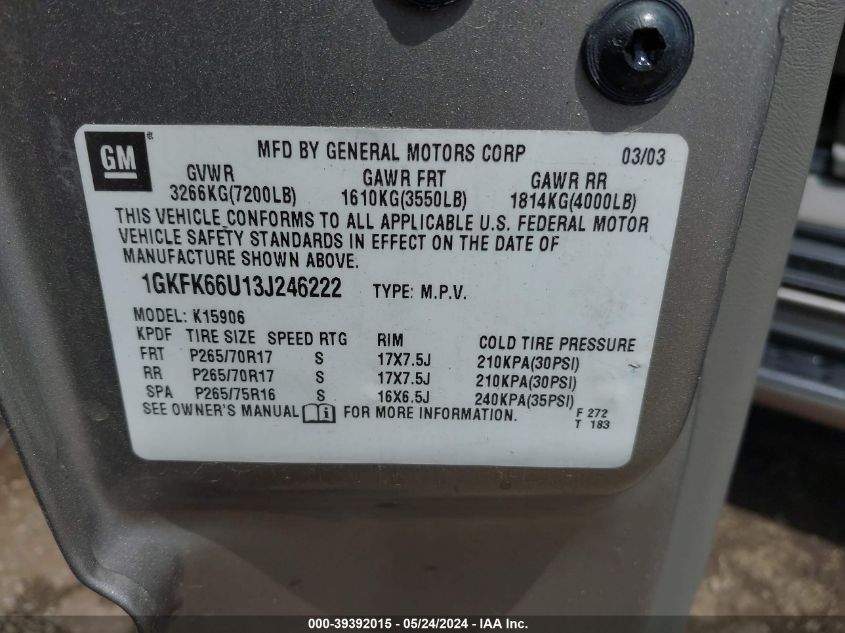 GM MFD BY GENERAL MOTORS CORP 03/03
GVWR GAWR FRT GAWR RR
3266KG(7200LB) 1610KG(3550LB) 1814KG(4000LB)
THIS VEHICLE CONFORMS TO ALL APPLICABLE U.S. FEDERAL MOTOR
VEHICLE SAFETY STANDARDS IN EFFECT ON THE DATE OF
MANUFACTURE SHOWN ABOVE.
1GKFK66U13J246222 TYPE: M.P.V.
MODEL: K15906
KPDF TIRE SIZE SPEED RTG RIM COLD TIRE PRESSURE
FRT P265/70R17 S 17X7.5J 210KPA(30PSI)
RR P265/70R17 S 17X7.5J 210KPA(30PSI)
SPA P265/75R16 S 16X6.5J 240KPA(35PSI)
SEE OWNER'S MANUAL i FOR MORE INFORMATION. F 272
T 183
000-39392015 - 05/24/2024 - Copyright © 2024 IAA, Inc.